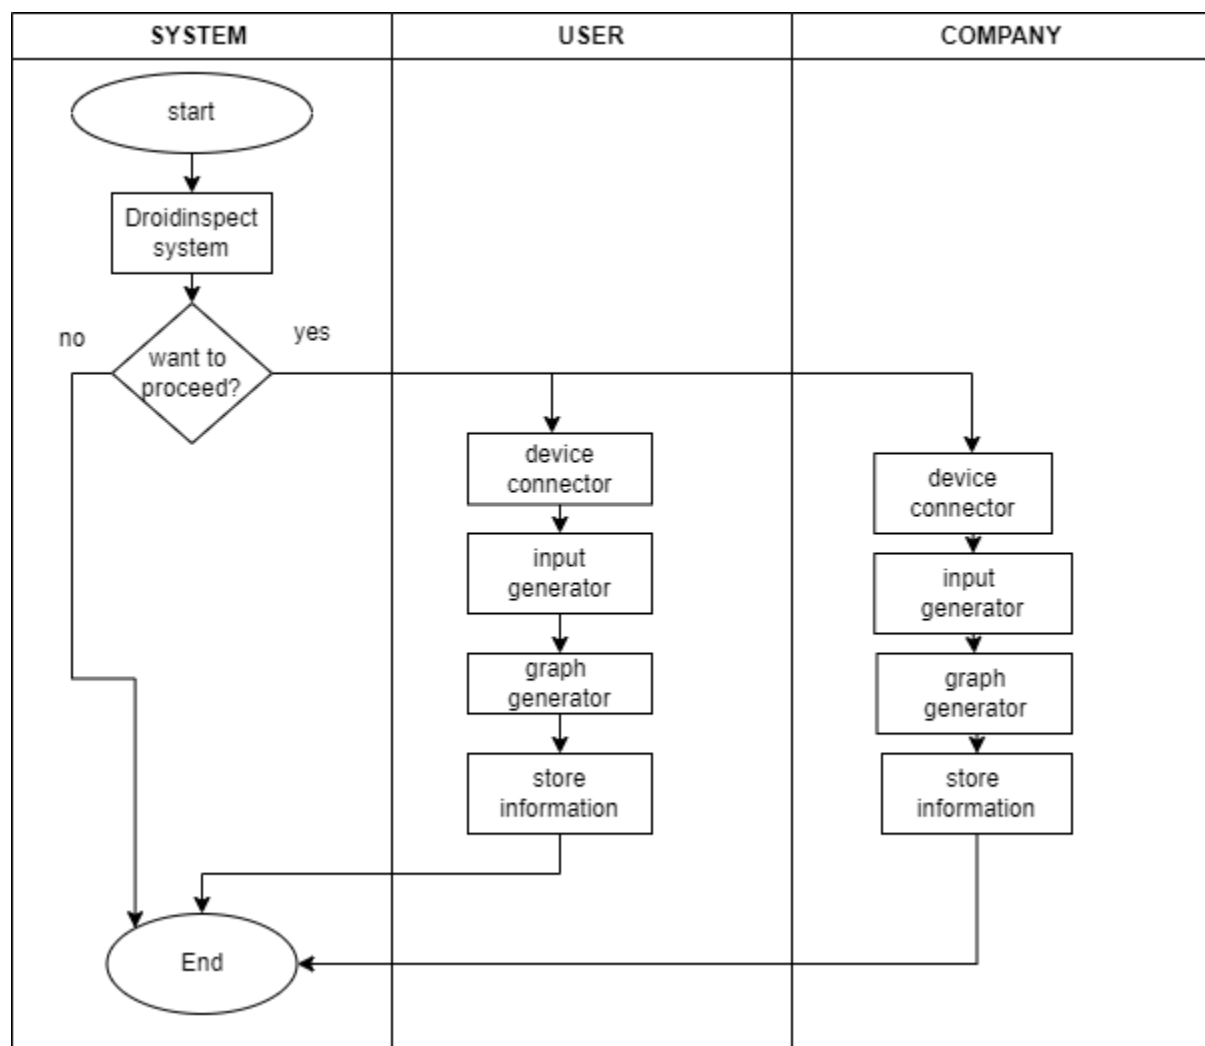 SYSTEM
USER
COMPANY
start
Droidinspect
system
no
yes
want to
proceed?
device
connector
input
generator
graph
generator
store
information
device
connector
input
generator
graph
generator
store
information
End